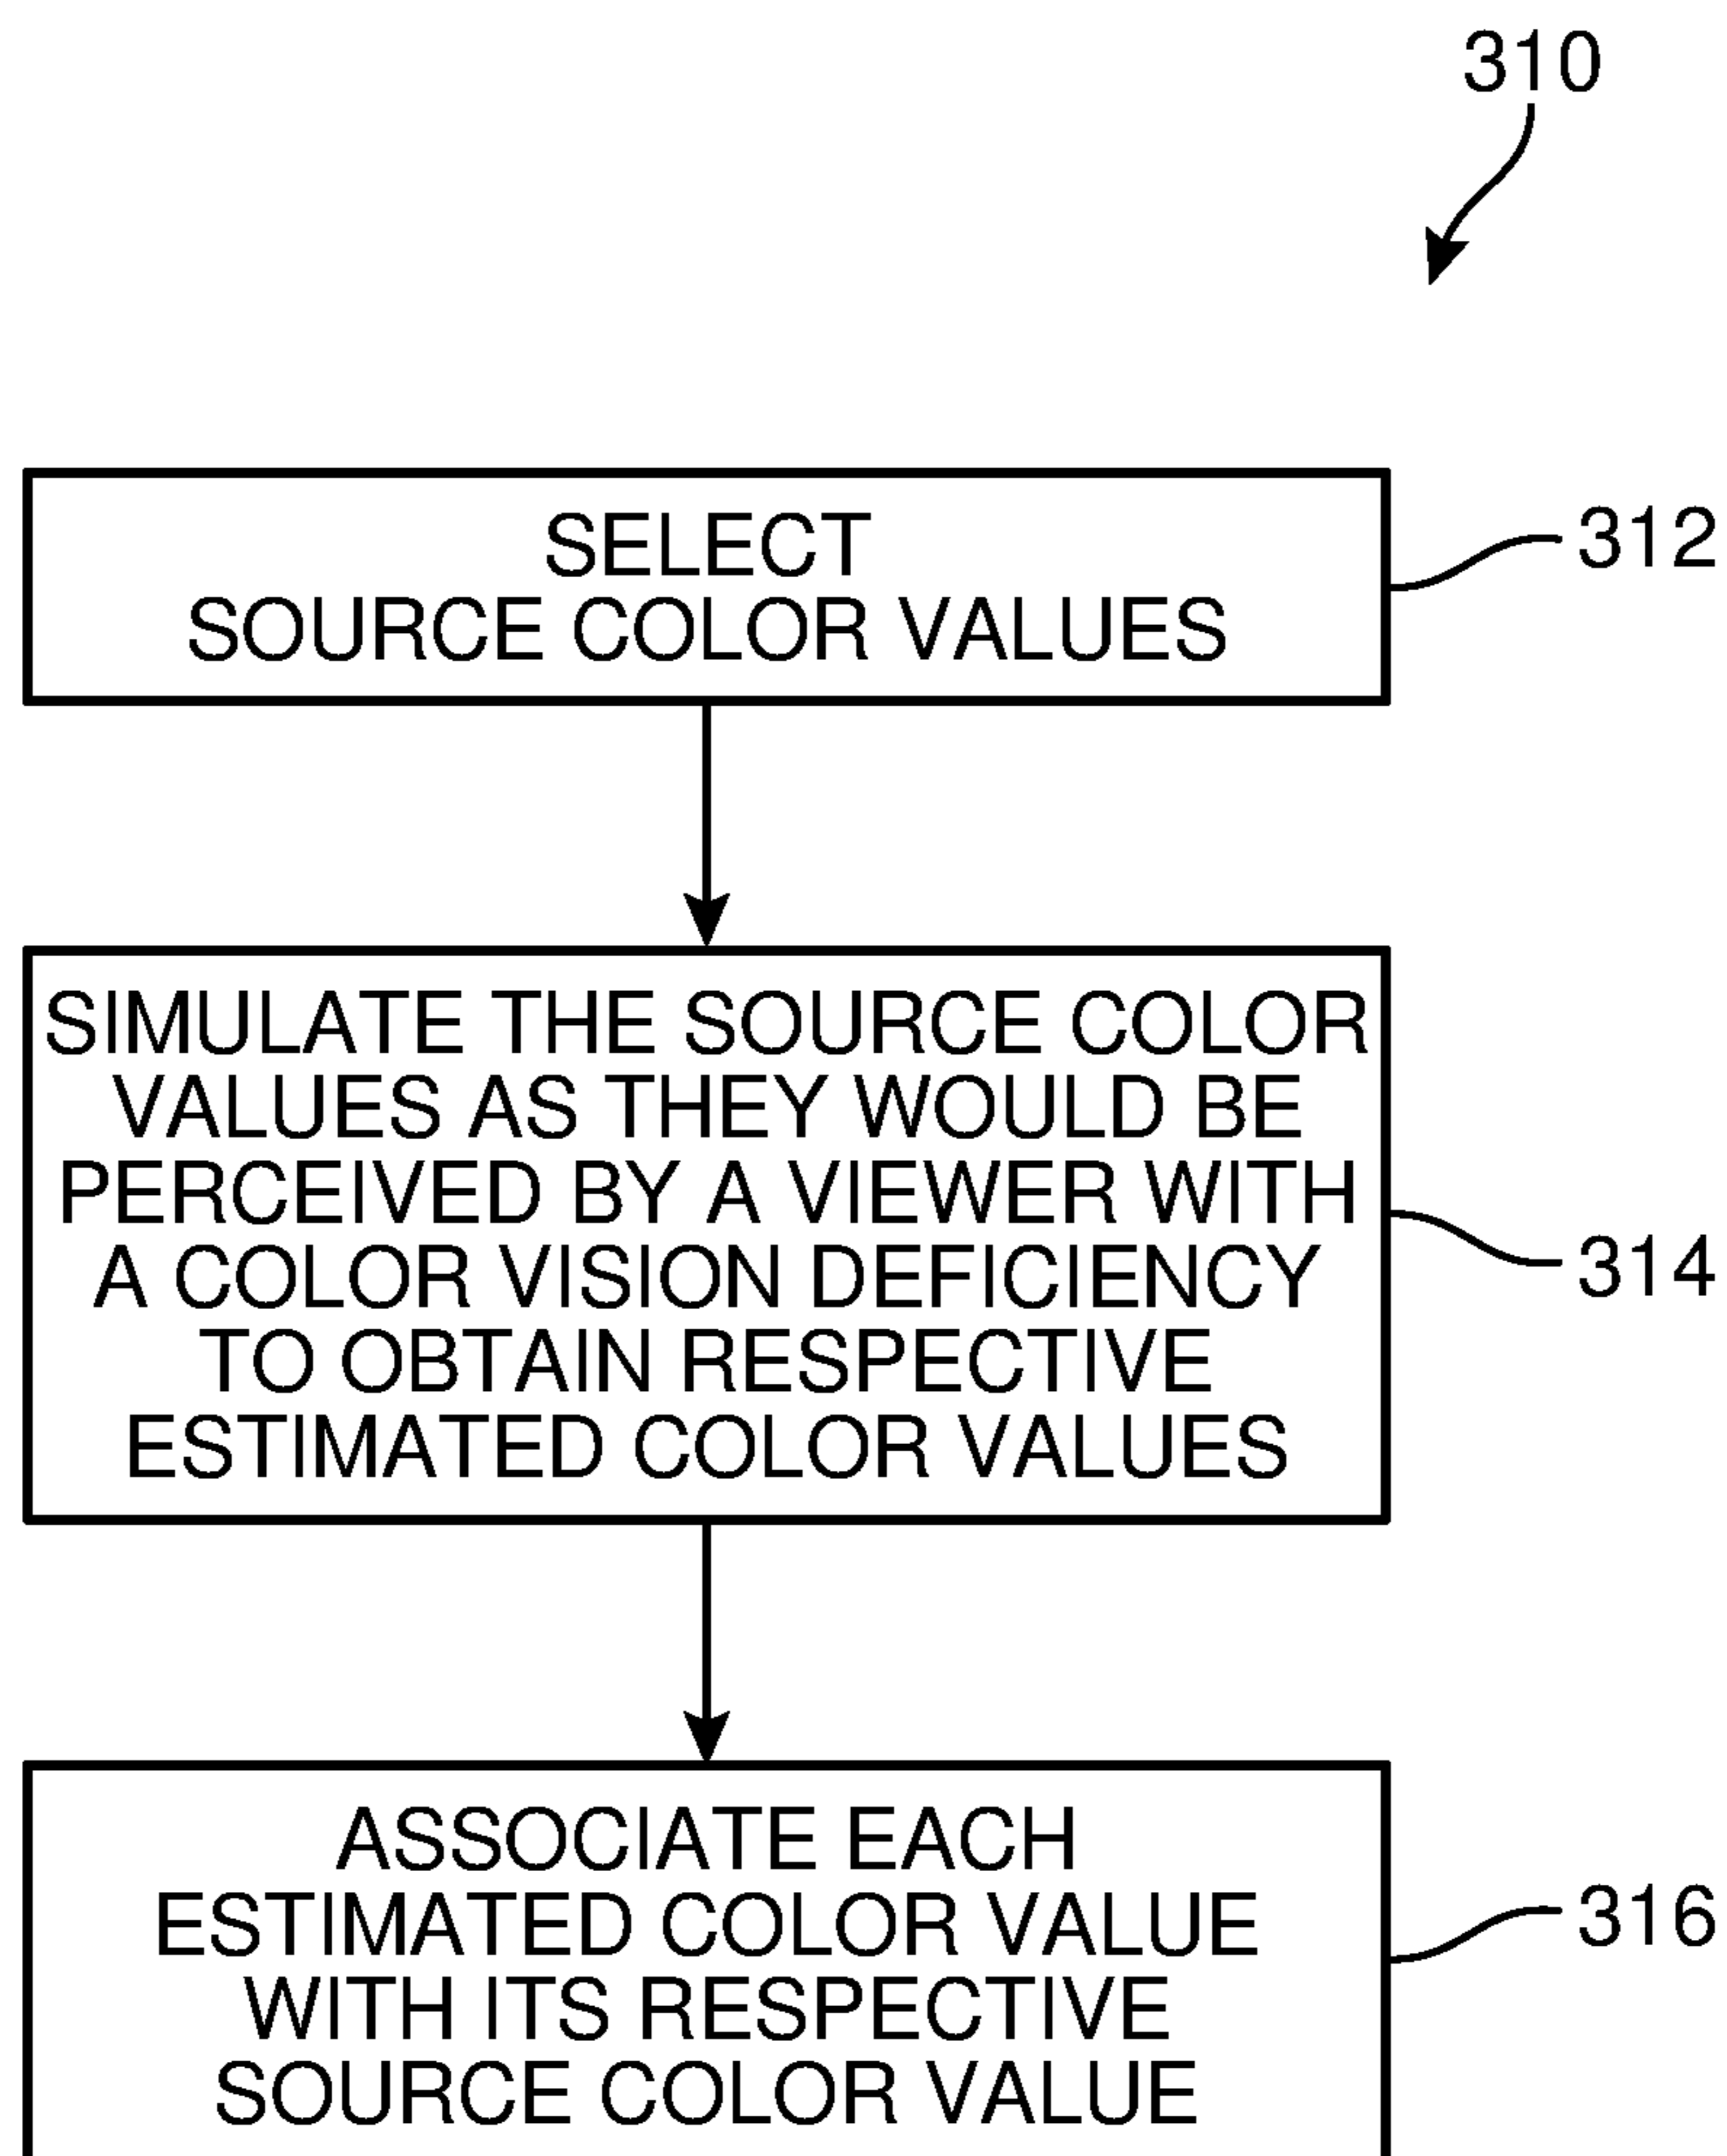 310
SELECT
SOURCE COLOR VALUES
312
SIMULATE THE SOURCE COLOR
VALUES AS THEY WOULD BE
PERCEIVED BY A VIEWER WITH
A COLOR VISION DEFICIENCY
TO OBTAIN RESPECTIVE
ESTIMATED COLOR VALUES
314
ASSOCIATE EACH
ESTIMATED COLOR VALUE
WITH ITS RESPECTIVE
SOURCE COLOR VALUE
316